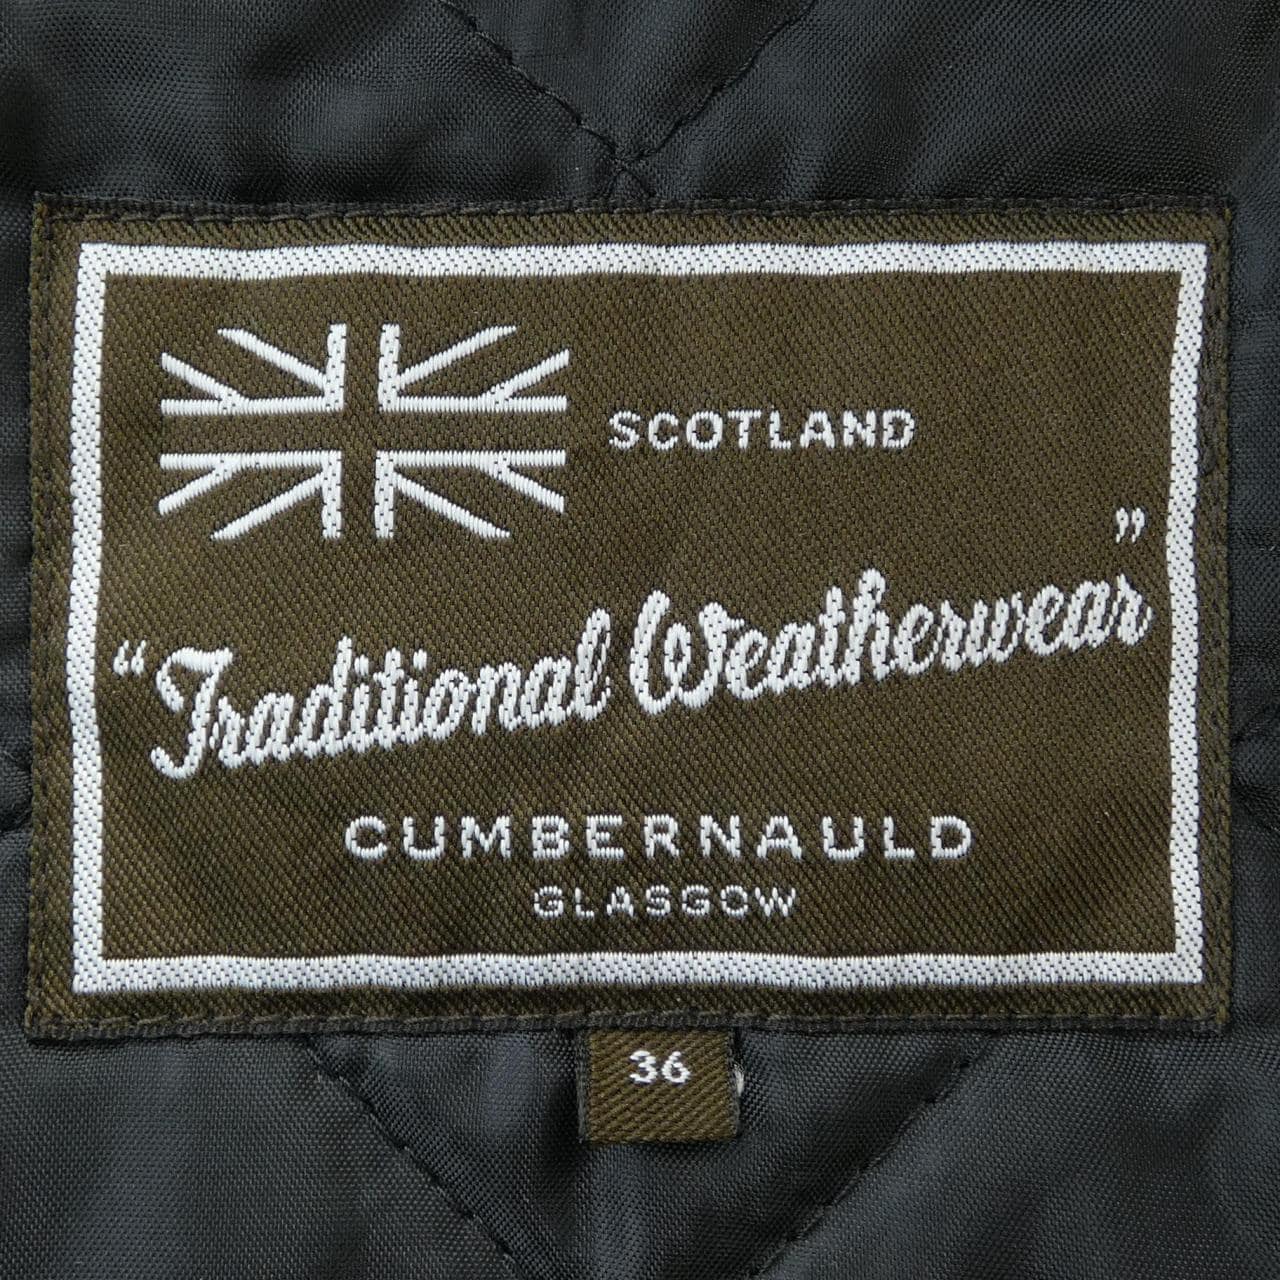 SCOTLAND
“Traditional Weatherwear”
CUMBERNAULD
GLASGOW
36